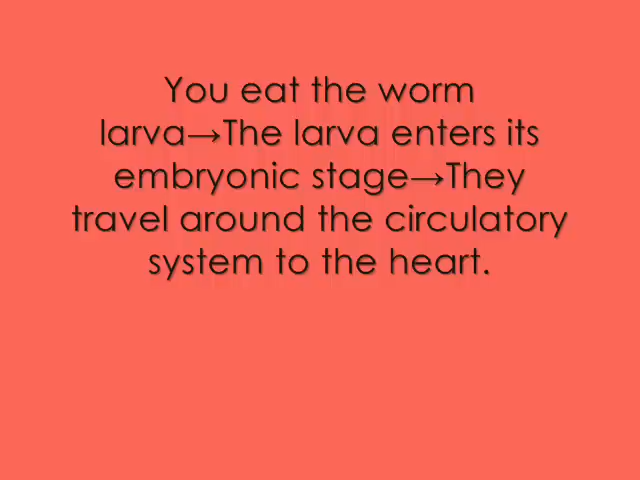 You eat the worm
larva→The larva enters its
embryonic stage→They
travel around the circulatory
system to the heart.